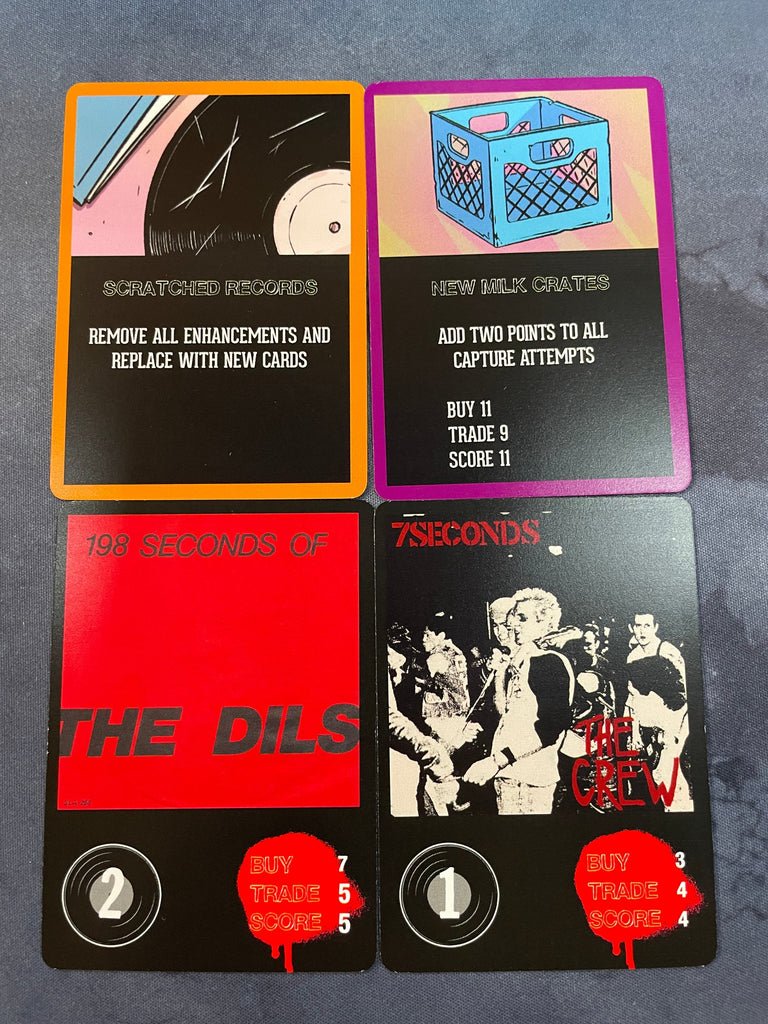 SCRATCHED RECORDS
REMOVE ALL ENHANCEMENTS AND
REPLACE WITH NEW CARDS
NEW MILK CRATES
ADD TWO POINTS TO ALL
CAPTURE ATTEMPTS
BUY 11
TRADE 9
SCORE 11
198 SECONDS OF
THE DILS
2
BUY 7
TRADE 5
SCORE 5
7SECONDS
THE
CREW
1
BUY 3
TRADE 4
SCORE 4